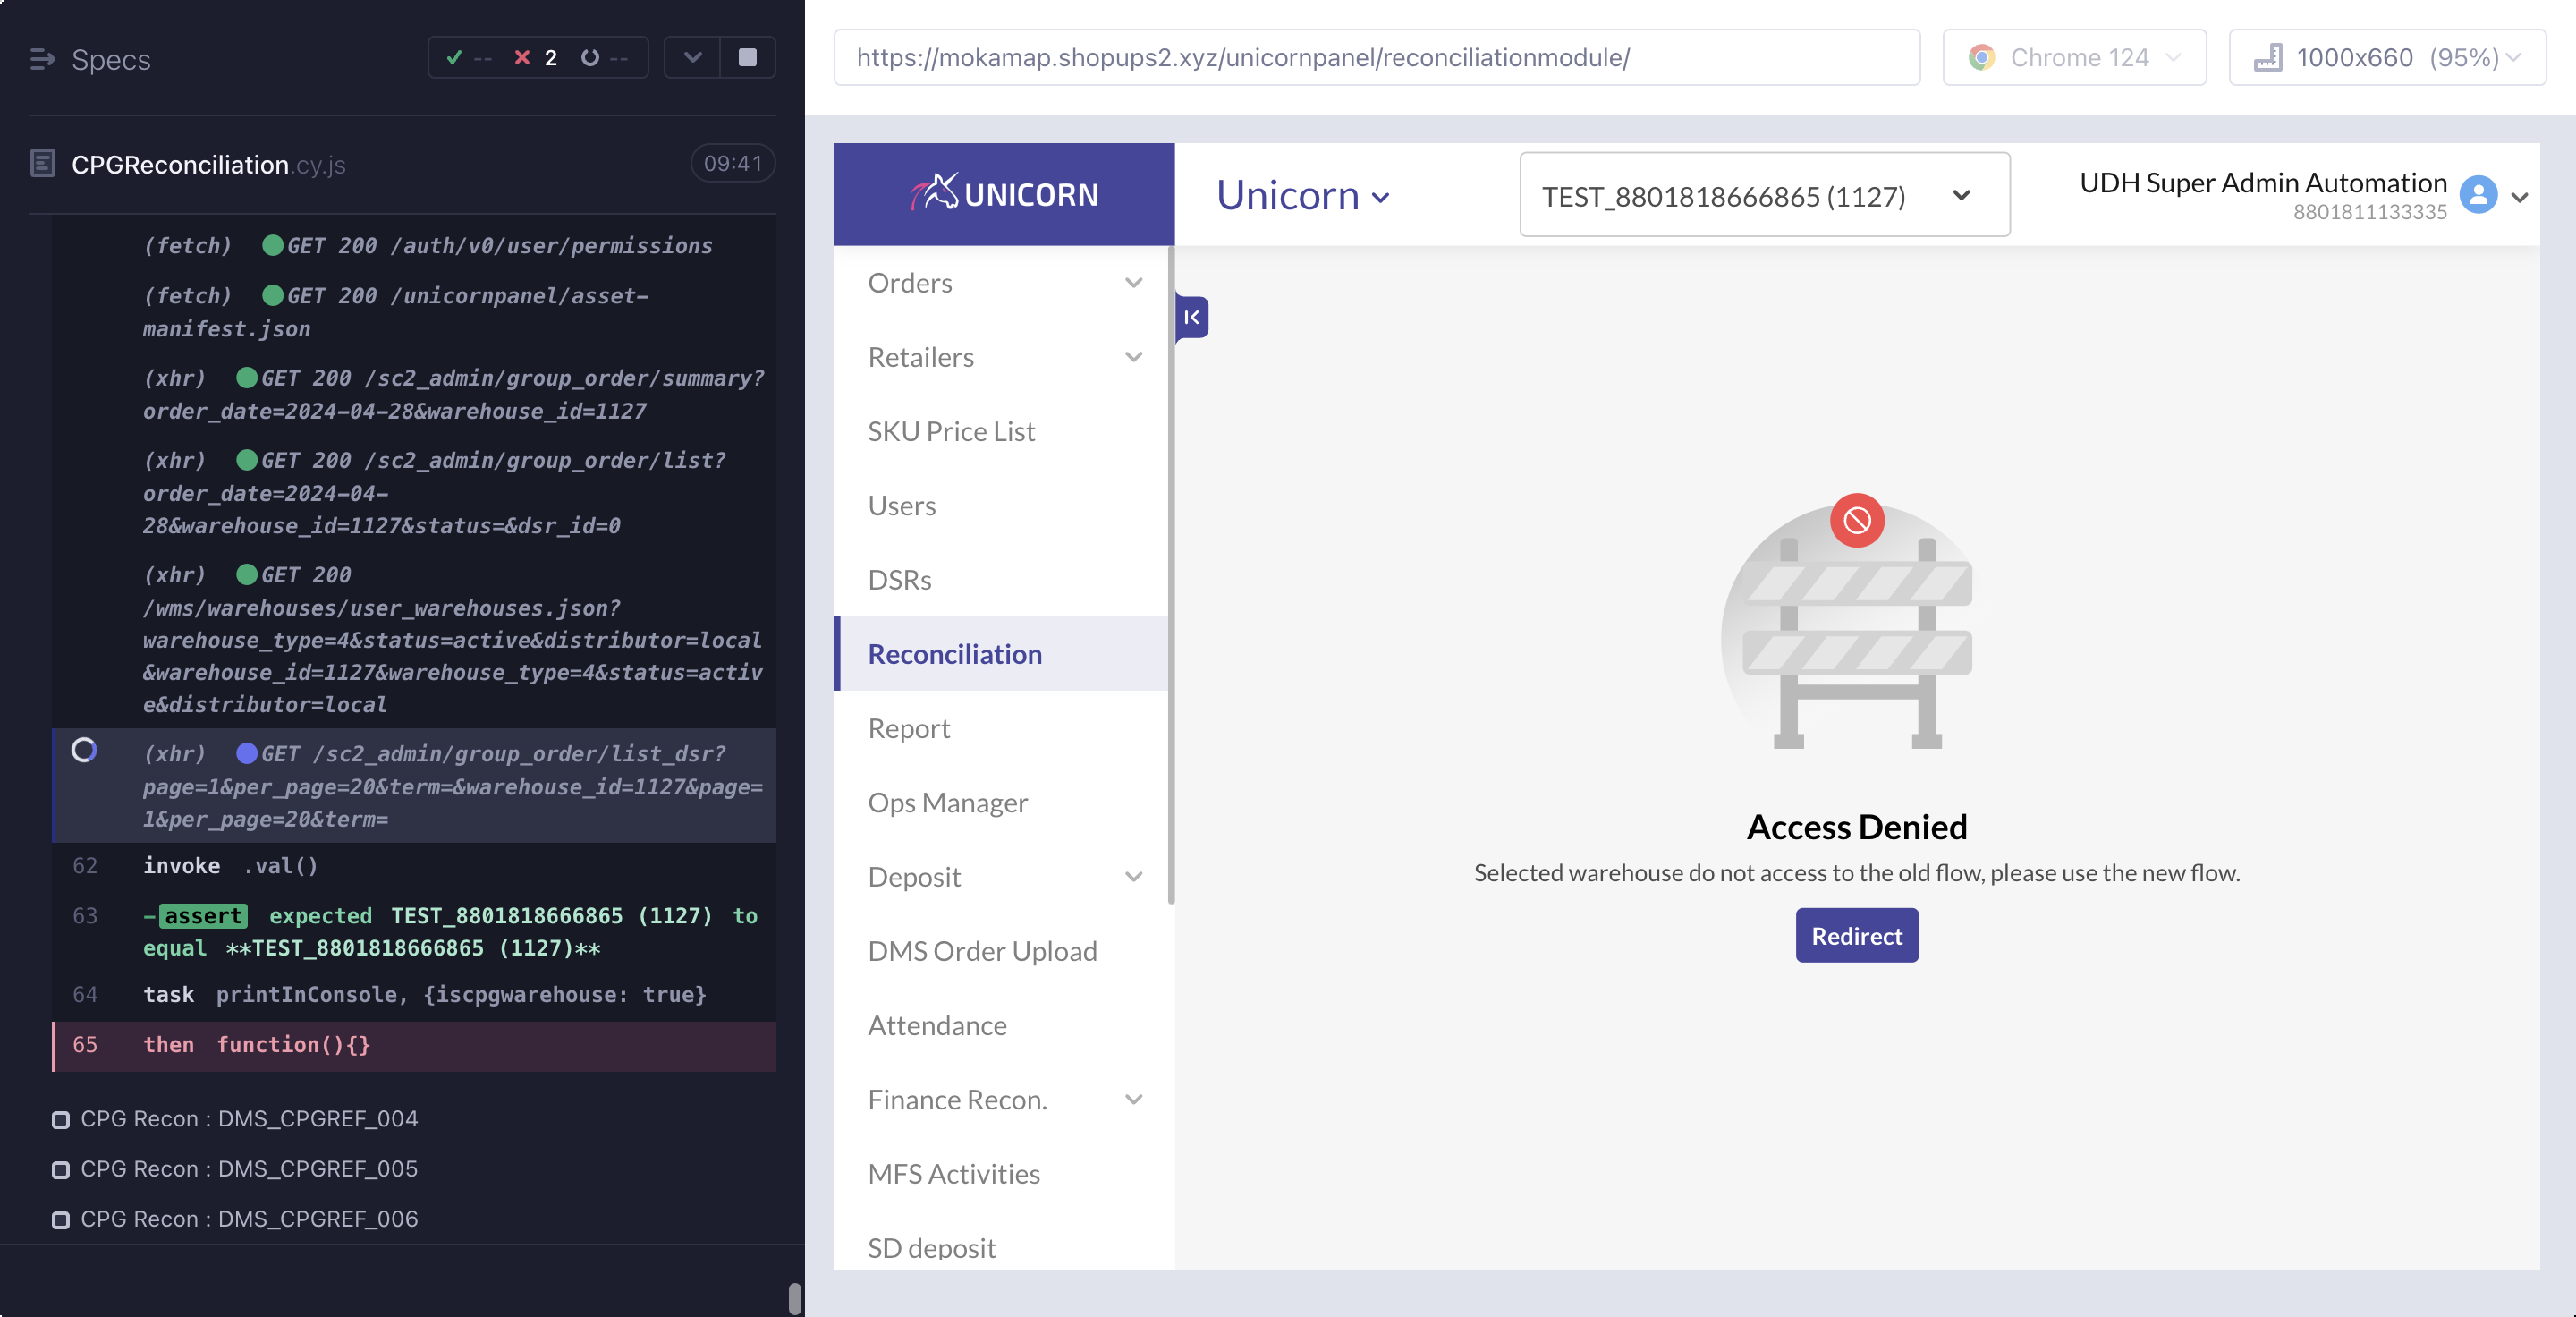 Specs
-- 2 --
CPGReconciliation.cy.js
09:41
(fetch) GET 200 /auth/v0/user/permissions
(fetch) GET 200 /unicornpanel/asset-
manifest.json
(xhr) GET 200 /sc2_admin/group_order/summary?
order_date=2024-04-28&warehouse_id=1127
(xhr) GET 200 /sc2_admin/group_order/list?
order_date=2024-04-
28&warehouse_id=1127&status=&dsr_id=0
(xhr) GET 200
/wms/warehouses/user_warehouses.json?
warehouse_type=4&status=active&distributor=local
&warehouse_id=1127&warehouse_type=4&status=activ
e&distributor=local
(xhr) GET /sc2_admin/group_order/list_dsr?
page=1&per_page=20&term=&warehouse_id=1127&page=
1&per_page=20&term=
62 invoke .val()
63 -assert expected TEST_8801818666865 (1127) to
equal **TEST_8801818666865 (1127)**
64 task printInConsole, {iscpgwarehouse: true}
65 then function(){}
CPG Recon : DMS_CPGREF_004
CPG Recon : DMS_CPGREF_005
CPG Recon : DMS_CPGREF_006
https://mokamap.shopups2.xyz/unicornpanel/reconciliationmodule/
Chrome 124
1000x660 (95%)
UNICORN
Unicorn
TEST_8801818666865 (1127)
UDH Super Admin Automation
8801811133335
Orders
Retailers
SKU Price List
Users
DSRs
Reconciliation
Report
Ops Manager
Deposit
DMS Order Upload
Attendance
Finance Recon.
MFS Activities
SD deposit
Access Denied
Selected warehouse do not access to the old flow, please use the new flow.
Redirect